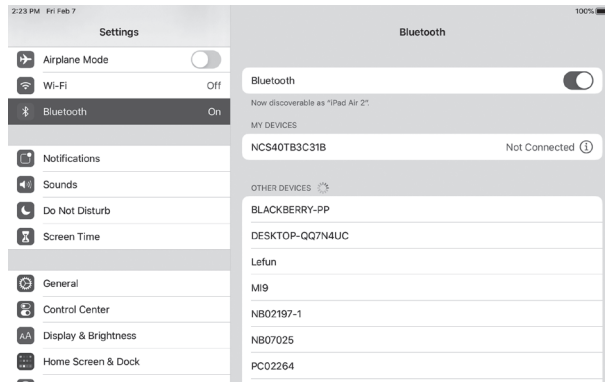 2:23 PM Fri Feb 7
100%
Settings
Airplane Mode
Wi-Fi Off
Bluetooth On
Notifications
Sounds
Do Not Disturb
Screen Time
General
Control Center
AA Display & Brightness
Home Screen & Dock
Bluetooth
Bluetooth
Now discoverable as "iPad Air 2".
MY DEVICES
NCS40TB3C31B Not Connected i
OTHER DEVICES
BLACKBERRY-PP
DESKTOP-QQ7N4UC
Lefun
MI9
NB02197-1
NB07025
PC02264